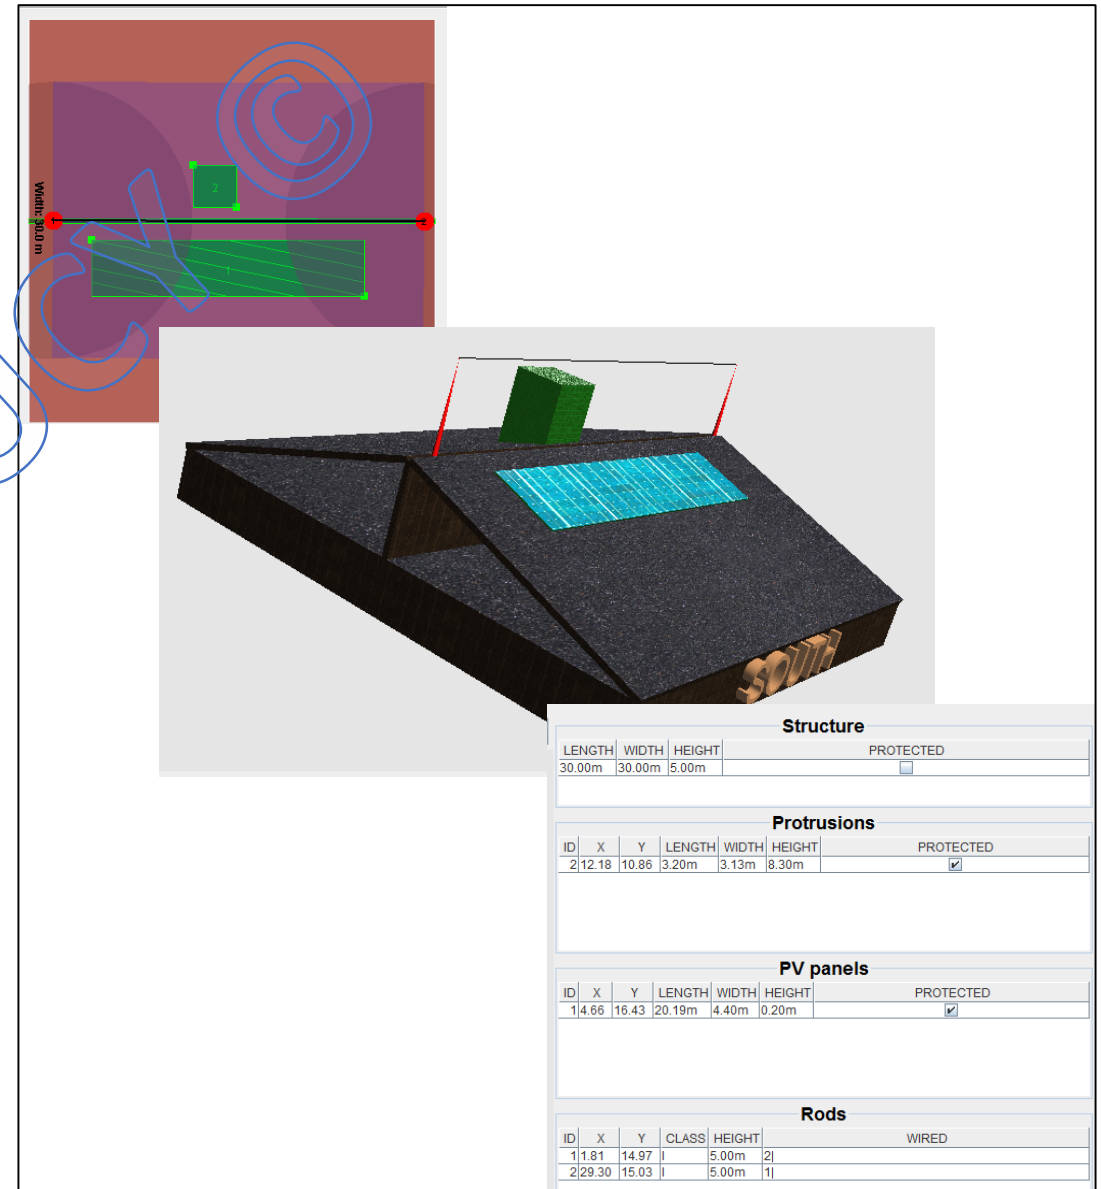 2
Width: 30.0 m
1
2
1
SOUTH
Structure
LENGTH WIDTH HEIGHT PROTECTED
30.00m 30.00m 5.00m
Protrusions
ID X Y LENGTH WIDTH HEIGHT PROTECTED
2 12.18 10.86 3.20m 3.13m 8.30m
PV panels
ID X Y LENGTH WIDTH HEIGHT PROTECTED
1 4.66 16.43 20.19m 4.40m 0.20m
Rods
ID X Y CLASS HEIGHT WIRED
1 1.81 14.97 I 5.00m 2|
2 29.30 15.03 I 5.00m 1|